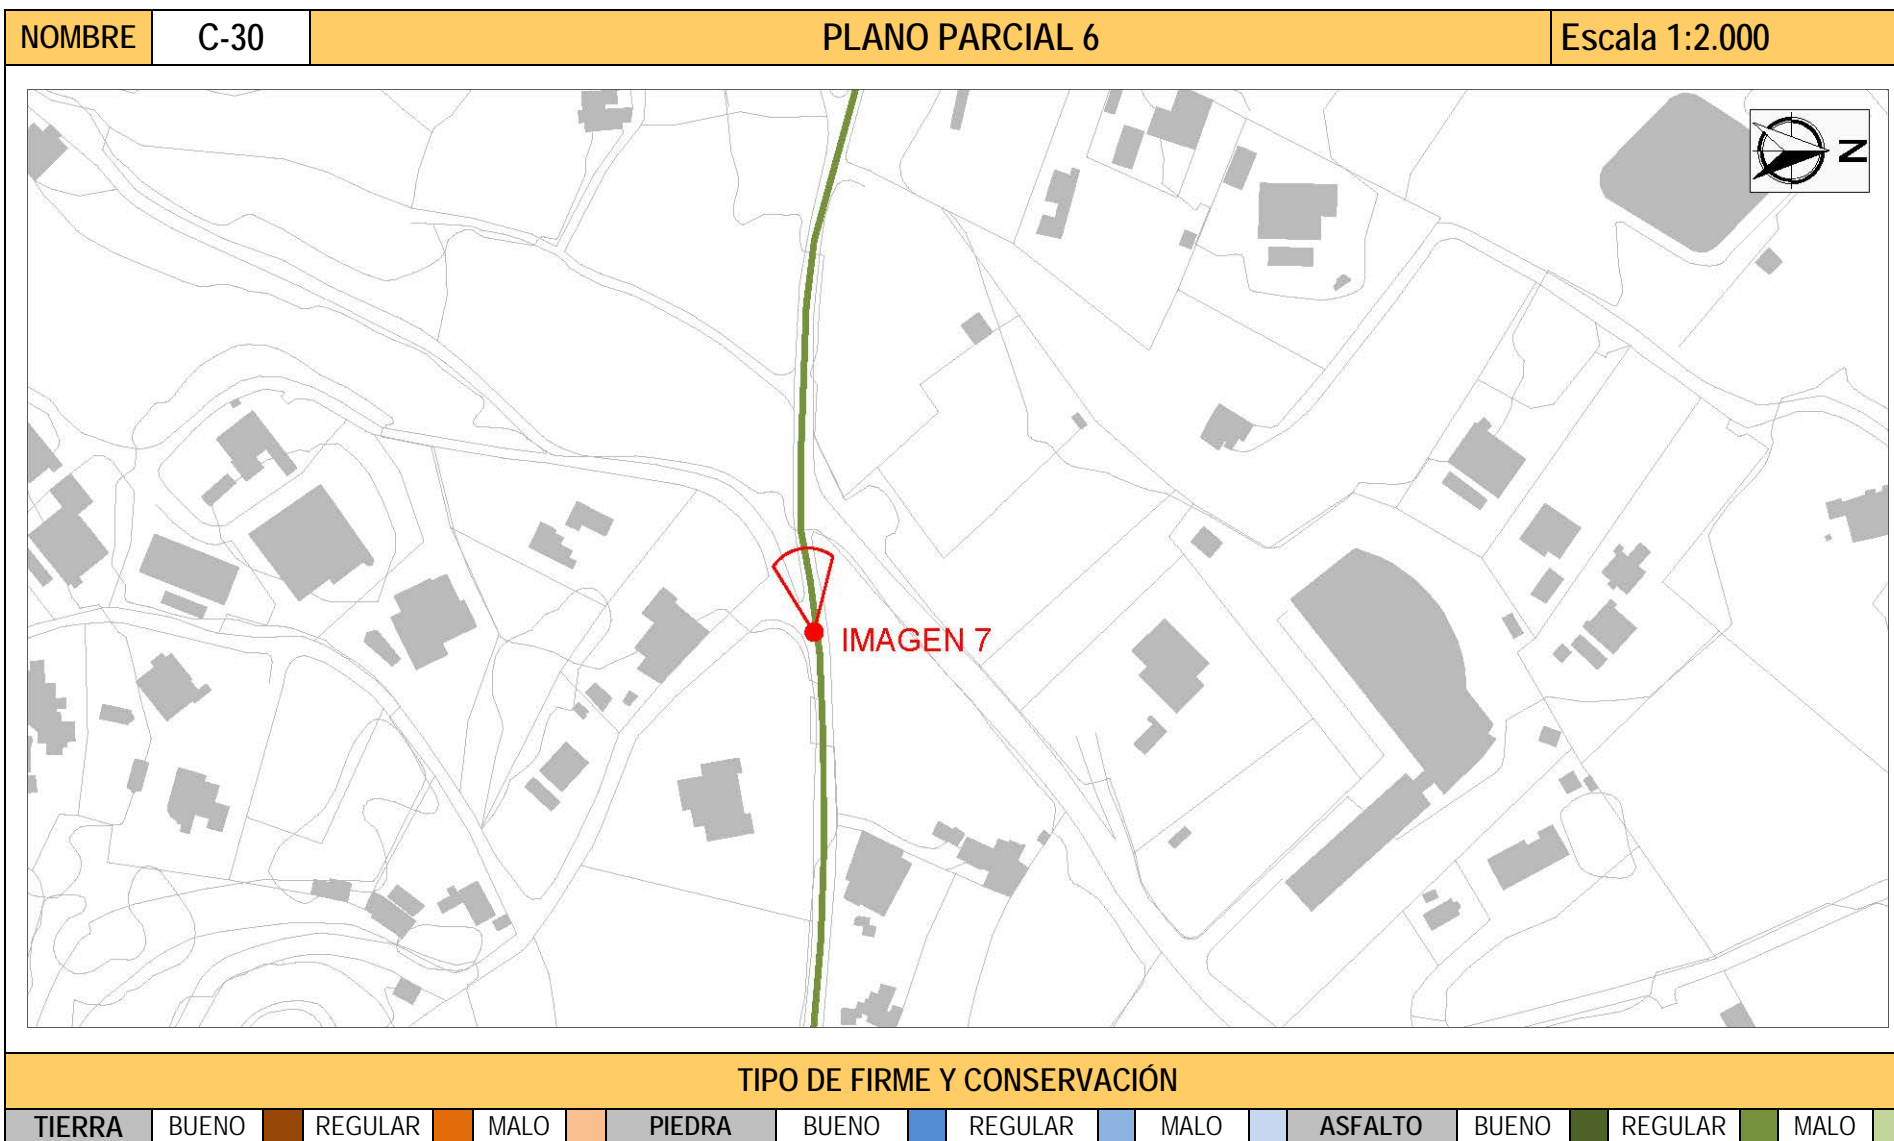 NOMBRE C-30 PLANO PARCIAL 6 Escala 1:2.000
N
IMAGEN 7
TIPO DE FIRME Y CONSERVACIÓN
TIERRA BUENO REGULAR MALO PIEDRA BUENO REGULAR MALO ASFALTO BUENO REGULAR MALO